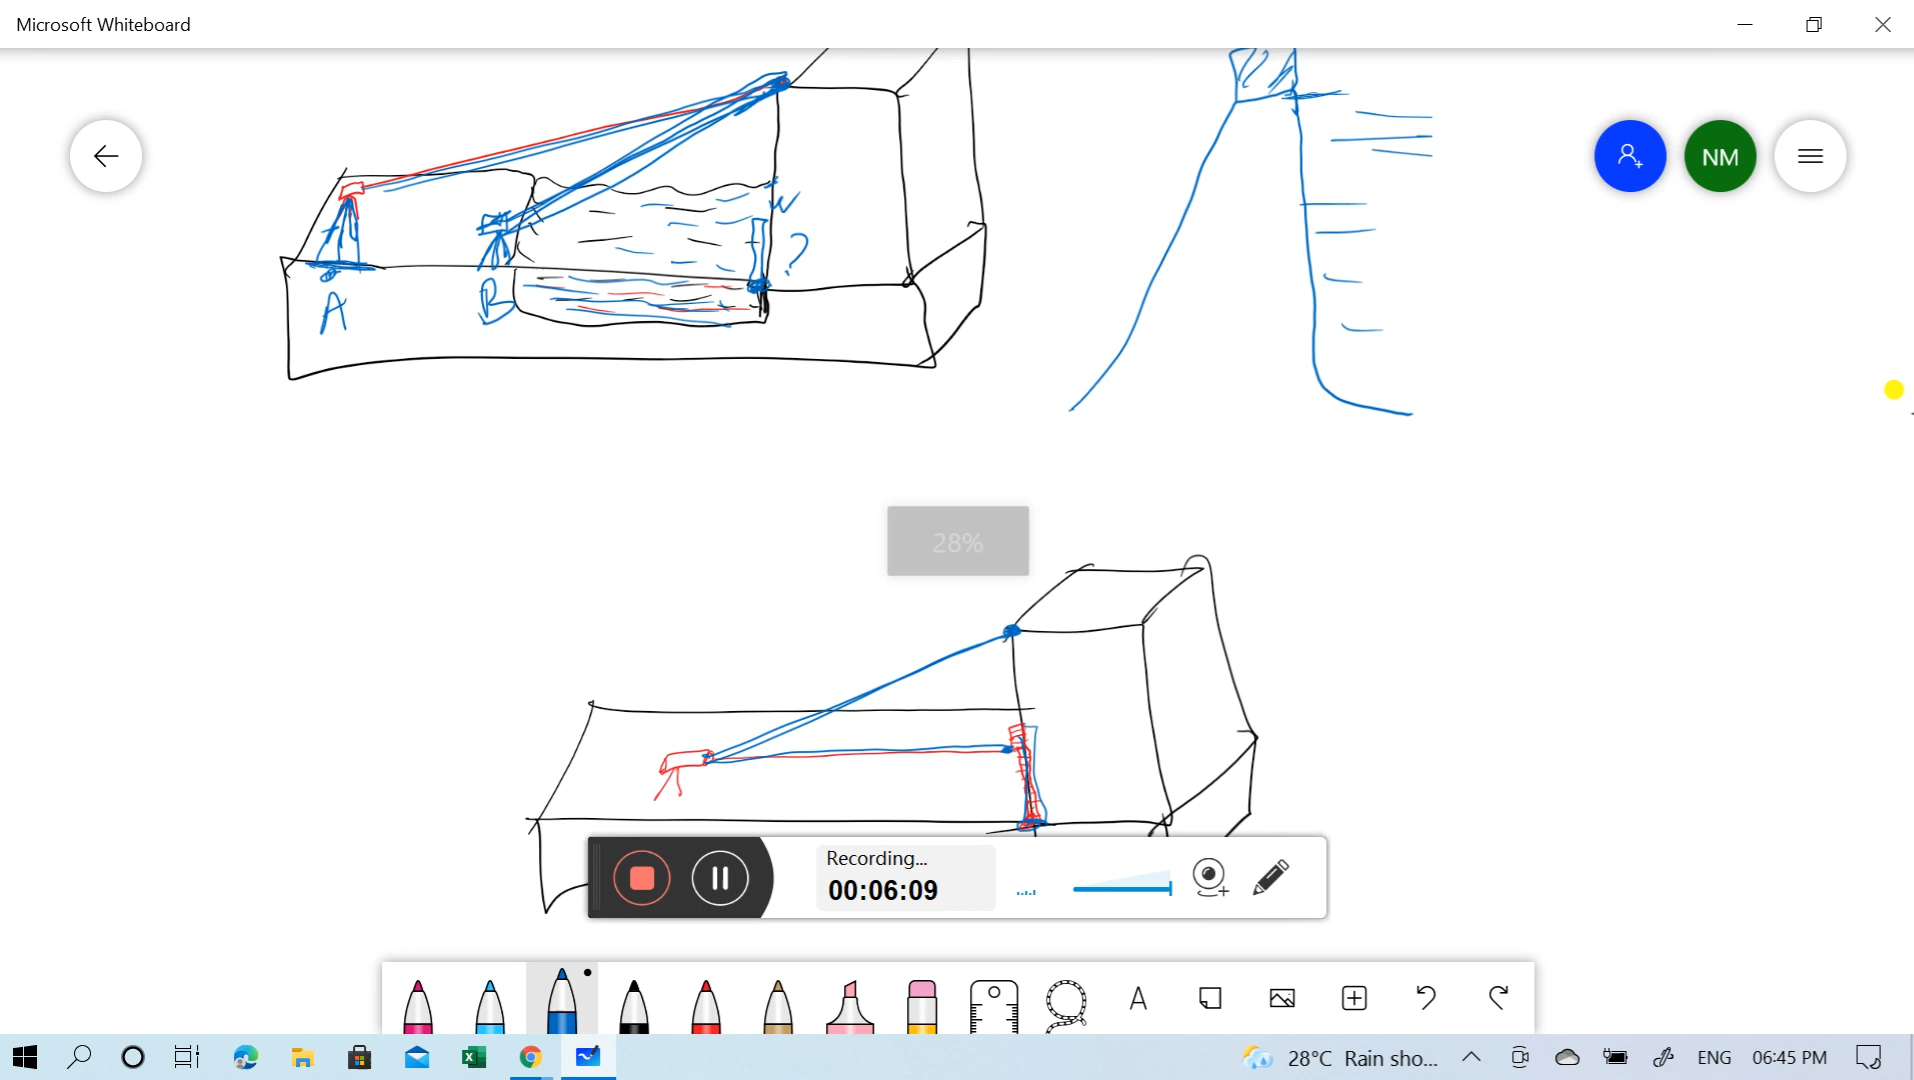 Microsoft Whiteboard
NM
W
?
A
B
28%
Recording...
00:06:09
A
28°C Rain sho...
ENG
06:45 PM